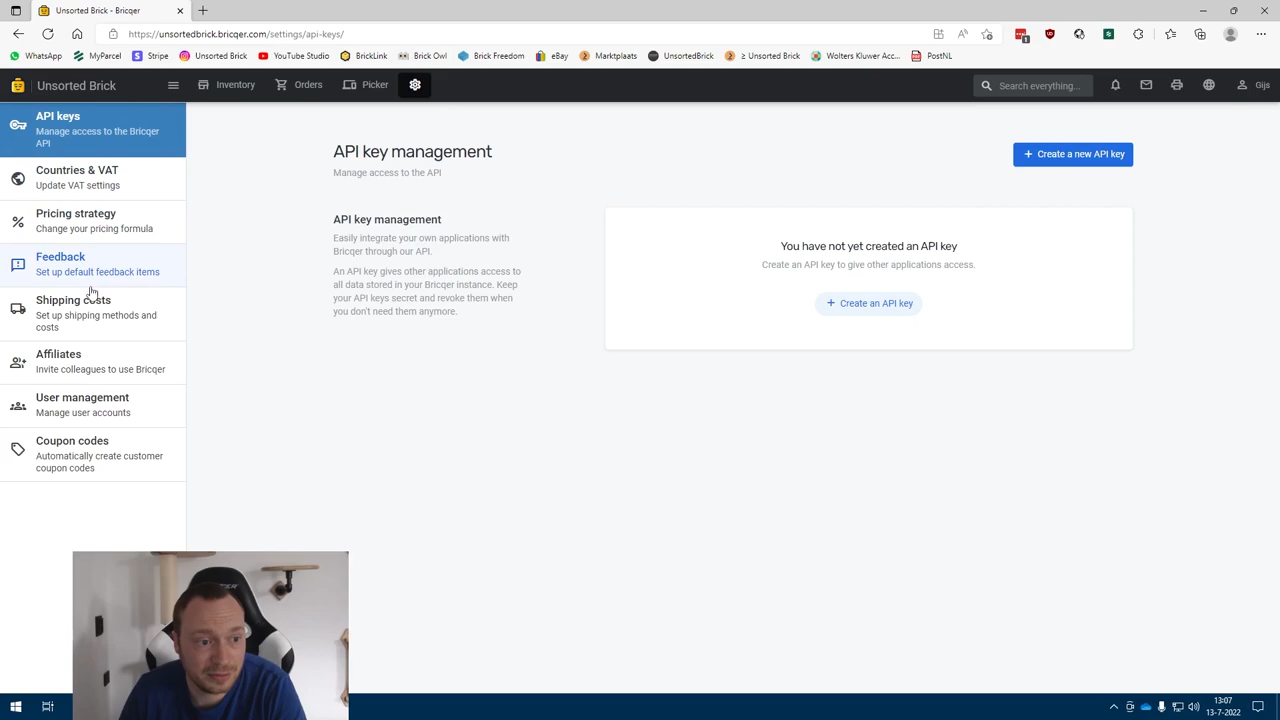 Unsorted Brick - Bricqer
https://unsortedbrick.bricqer.com/settings/api-keys/
WhatsApp MyParcel Stripe Unsorted Brick YouTube Studio BrickLink Brick Owl Brick Freedom eBay Marktplaats UnsortedBrick ≥ Unsorted Brick Wolters Kluwer Acc... PostNL
Unsorted Brick Inventory Orders Picker Search everything... Gijs
API keys
Manage access to the Bricqer
API
Countries & VAT
Update VAT settings
Pricing strategy
Change your pricing formula
Feedback
Set up default feedback items
Shipping costs
Set up shipping methods and
costs
Affiliates
Invite colleagues to use Bricqer
User management
Manage user accounts
Coupon codes
Automatically create customer
coupon codes
API key management
Manage access to the API
+ Create a new API key
API key management
Easily integrate your own applications with
Bricqer through our API.
An API key gives other applications access to
all data stored in your Bricqer instance. Keep
your API keys secret and revoke them when
you don't need them anymore.
You have not yet created an API key
Create an API key to give other applications access.
+ Create an API key
13:07
13-7-2022